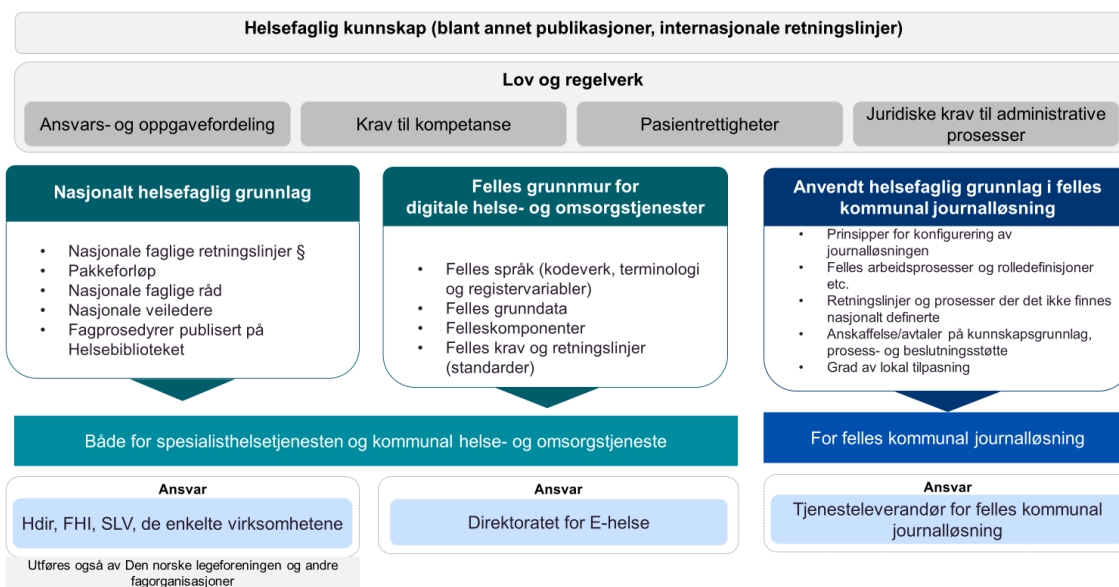 Helsefaglig kunnskap (blant annet publikasjoner, internasjonale retningslinjer)
Lov og regelverk
Ansvars- og oppgavefordeling
Krav til kompetanse
Pasientrettigheter
Juridiske krav til administrative
prosesser
Nasjonalt helsefaglig grunnlag
• Nasjonale faglige retningslinjer §
• Pakkeforløp
• Nasjonale faglige råd
• Nasjonale veiledere
• Fagprosedyrer publisert på
Helsebiblioteket
Felles grunnmur for
digitale helse- og omsorgstjenester
• Felles språk (kodeverk, terminologi
og registervariabler)
• Felles grunndata
• Felleskomponenter
• Felles krav og retningslinjer
(standarder)
Anvendt helsefaglig grunnlag i felles
kommunal journalløsning
• Prinsipper for konfigurering av
journalløsningen
• Felles arbeidsprosesser og rolledefinisjoner
etc.
• Retningslinjer og prosesser der det ikke finnes
nasjonalt definerte
• Anskaffelse/avtaler på kunnskapsgrunnlag,
prosess- og beslutningsstøtte
• Grad av lokal tilpasning
Både for spesialisthelsetjenesten og kommunal helse- og omsorgstjeneste
For felles kommunal journalløsning
Ansvar
Hdir, FHI, SLV, de enkelte virksomhetene
Utføres også av Den norske legeforeningen og andre
fagorganisasjoner
Ansvar
Direktoratet for E-helse
Ansvar
Tjenesteleverandør for felles kommunal
journalløsning